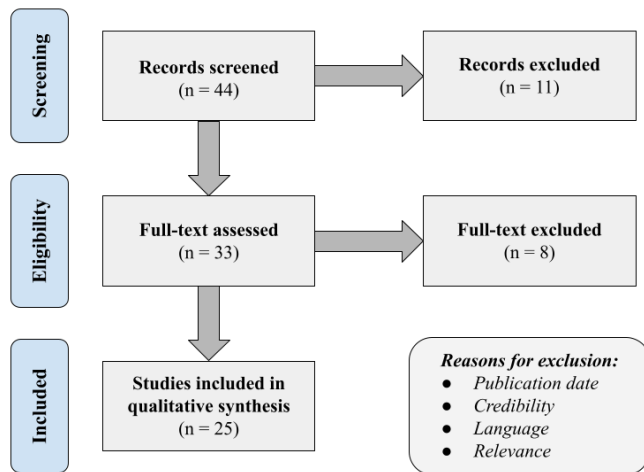 Screening
Records screened
(n = 44)
Records excluded
(n = 11)
Eligibility
Full-text assessed
(n = 33)
Full-text excluded
(n = 8)
Included
Studies included in
qualitative synthesis
(n = 25)
Reasons for exclusion:
● Publication date
● Credibility
● Language
● Relevance